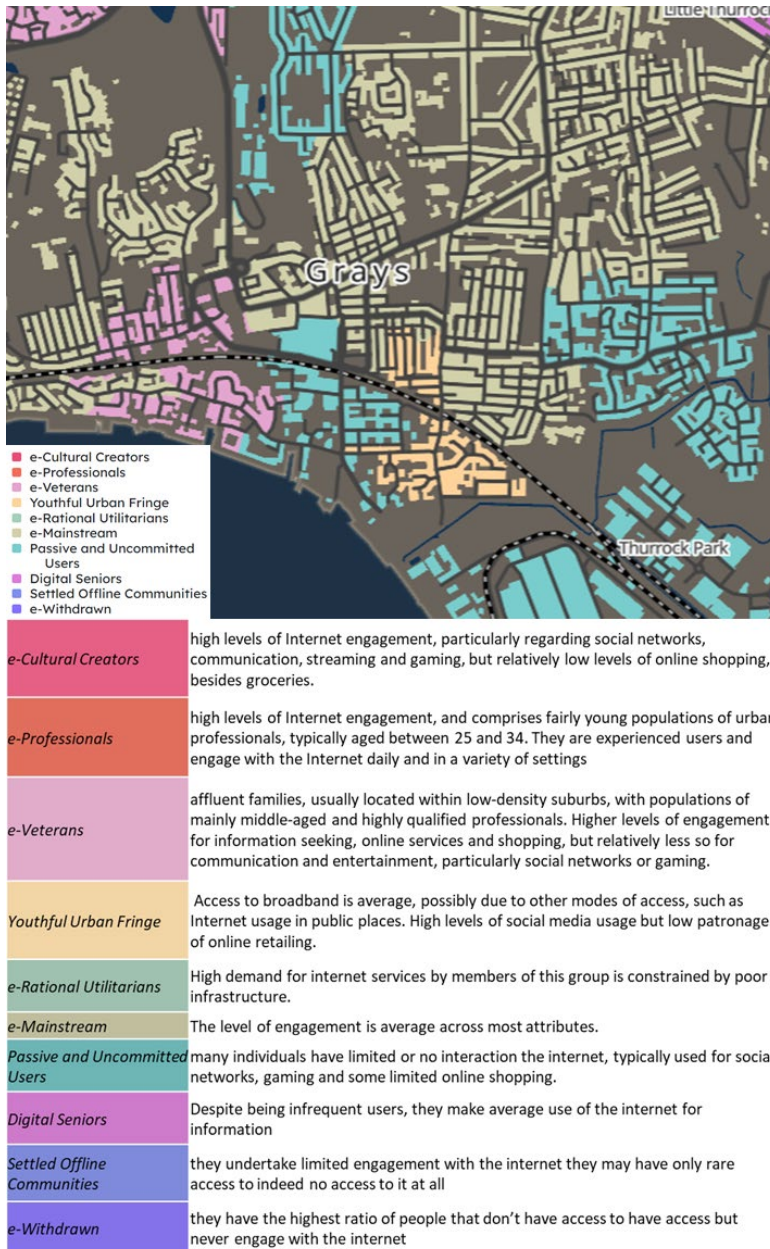 Little Thurrock
Grays
Thurrock Park
e-Cultural Creators
e-Professionals
e-Veterans
Youthful Urban Fringe
e-Rational Utilitarians
e-Mainstream
Passive and Uncommitted
Users
Digital Seniors
Settled Offline Communities
e-Withdrawn
e-Cultural Creators
high levels of Internet engagement, particularly regarding social networks,
communication, streaming and gaming, but relatively low levels of online shopping,
besides groceries.
e-Professionals
high levels of Internet engagement, and comprises fairly young populations of urban
professionals, typically aged between 25 and 34. They are experienced users and
engage with the Internet daily and in a variety of settings
e-Veterans
affluent families, usually located within low-density suburbs, with populations of
mainly middle-aged and highly qualified professionals. Higher levels of engagement
for information seeking, online services and shopping, but relatively less so for
communication and entertainment, particularly social networks or gaming.
Youthful Urban Fringe
Access to broadband is average, possibly due to other modes of access, such as
Internet usage in public places. High levels of social media usage but low patronage
of online retailing.
e-Rational Utilitarians
High demand for internet services by members of this group is constrained by poor
infrastructure.
e-Mainstream
The level of engagement is average across most attributes.
Passive and Uncommitted
Users
many individuals have limited or no interaction the internet, typically used for social
networks, gaming and some limited online shopping.
Digital Seniors
Despite being infrequent users, they make average use of the internet for
information
Settled Offline
Communities
they undertake limited engagement with the internet they may have only rare
access to indeed no access to it at all
e-Withdrawn
they have the highest ratio of people that don't have access to have access but
never engage with the internet